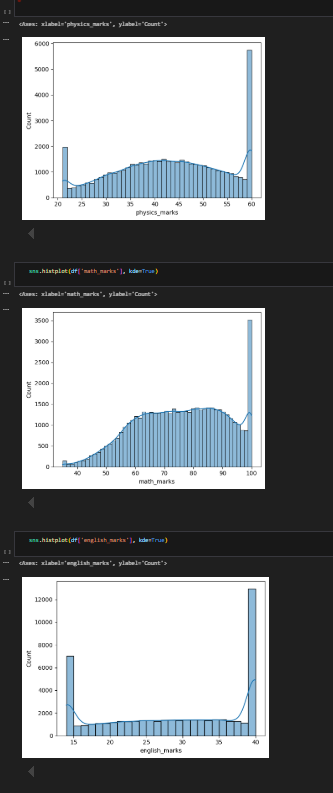 <Axes: xlabel='physics_marks', ylabel='Count'>
6000
5000
4000
3000
2000
1000
0
Count
20 25 30 35 40 45 50 55 60
physics_marks
sns.histplot(df['math_marks'], kde=True)
<Axes: xlabel='math_marks', ylabel='Count'>
3500
3000
2500
2000
1500
1000
500
0
Count
40 50 60 70 80 90 100
math_marks
sns.histplot(df['english_marks'], kde=True)
<Axes: xlabel='english_marks', ylabel='Count'>
12000
10000
8000
6000
4000
2000
0
Count
15 20 25 30 35 40
english_marks